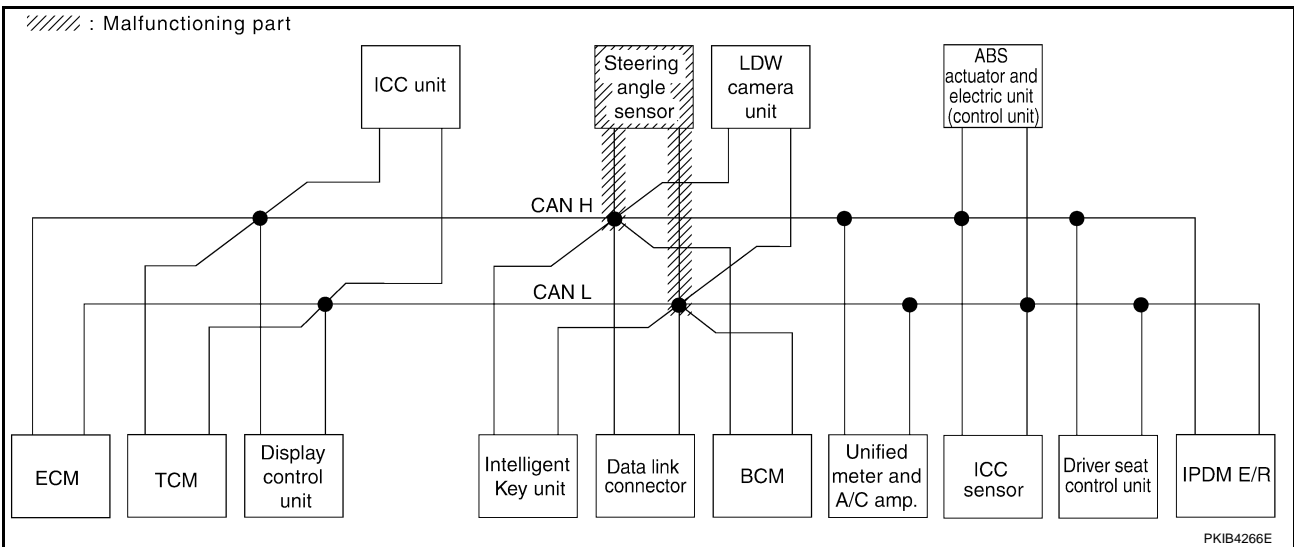 : Malfunctioning part
ICC unit
Steering
angle
sensor
LDW
camera
unit
ABS
actuator and
electric unit
(control unit)
CAN H
CAN L
ECM
TCM
Display
control
unit
Intelligent
Key unit
Data link
connector
BCM
Unified
meter and
A/C amp.
ICC
sensor
Driver seat
control unit
IPDM E/R
PKIB4266E